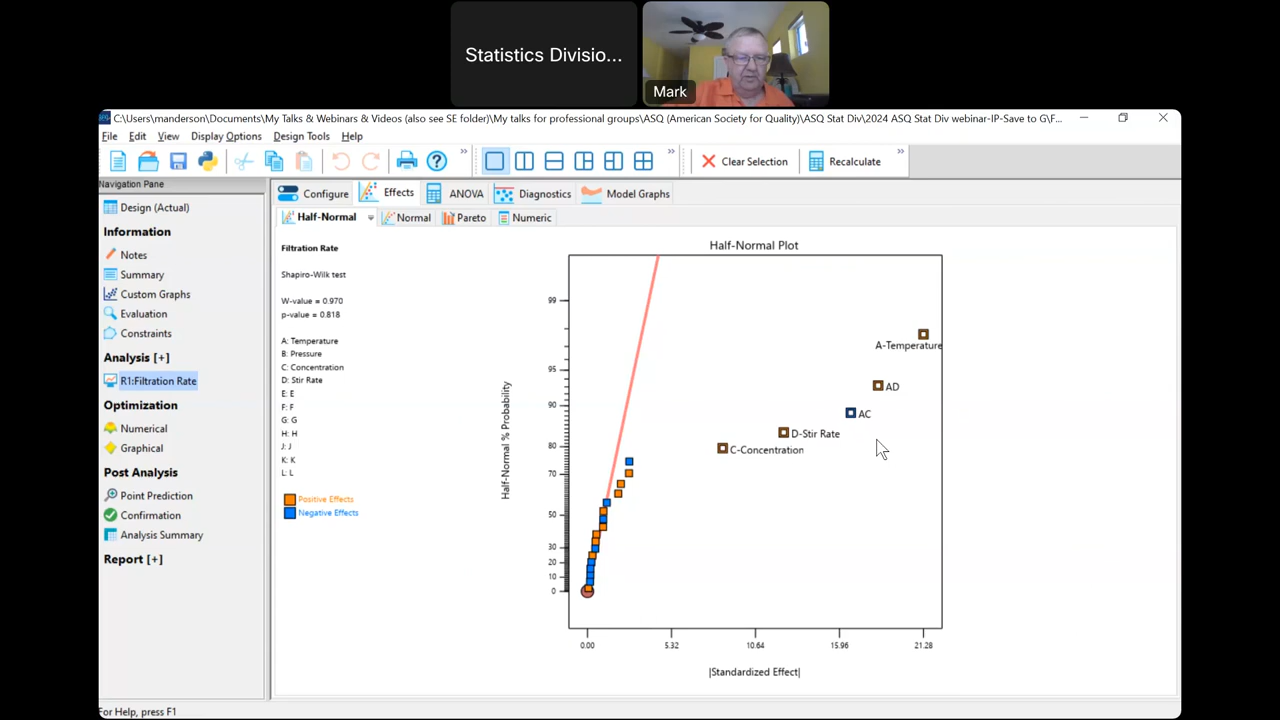 Statistics Divisio...
Mark
C:\Users\manderson\Documents\My Talks & Webinars & Videos (also see SE folder)\My talks for professional groups\ASQ (American Society for Quality)\ASQ Stat Div\2024 ASQ Stat Div webinar-IP-Save to G\F...
File Edit View Display Options Design Tools Help
» Clear Selection Recalculate »
»
Navigation Pane
Design (Actual)
Information
Notes
Summary
Custom Graphs
Evaluation
Constraints
Analysis [+]
R1:Filtration Rate
Optimization
Numerical
Graphical
Post Analysis
Point Prediction
Confirmation
Analysis Summary
Report [+]
Configure Effects ANOVA Diagnostics Model Graphs
Half-Normal Normal Pareto Numeric
Filtration Rate
Shapiro-Wilk test
W-value = 0.970
p-value = 0.818
A: Temperature
B: Pressure
C: Concentration
D: Stir Rate
E: E
F: F
G: G
H: H
J: J
K: K
L: L
Positive Effects
Negative Effects
Half-Normal Plot
Half-Normal % Probability
99
95
90
80
70
50
30
20
10
0
A-Temperature
AD
AC
D-Stir Rate
C-Concentration
0.00 5.32 10.64 15.96 21.28
|Standardized Effect|
For Help, press F1